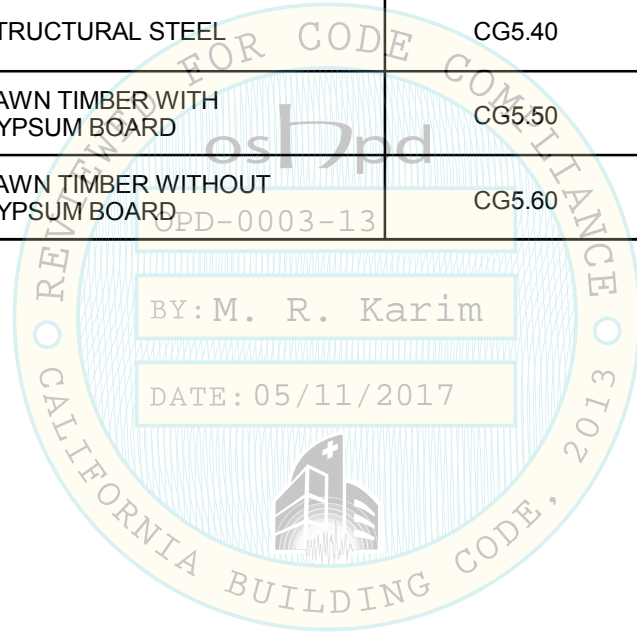 TRUCTURAL STEEL CG5.40
AWN TIMBER WITH
YPSUM BOARD CG5.50
AWN TIMBER WITHOUT
YPSUM BOARD CG5.60
REVIEWED FOR CODE COMPLIANCE
oshpd
OPD-0003-13
BY: M. R. Karim
DATE: 05/11/2017
CALIFORNIA BUILDING CODE, 2013